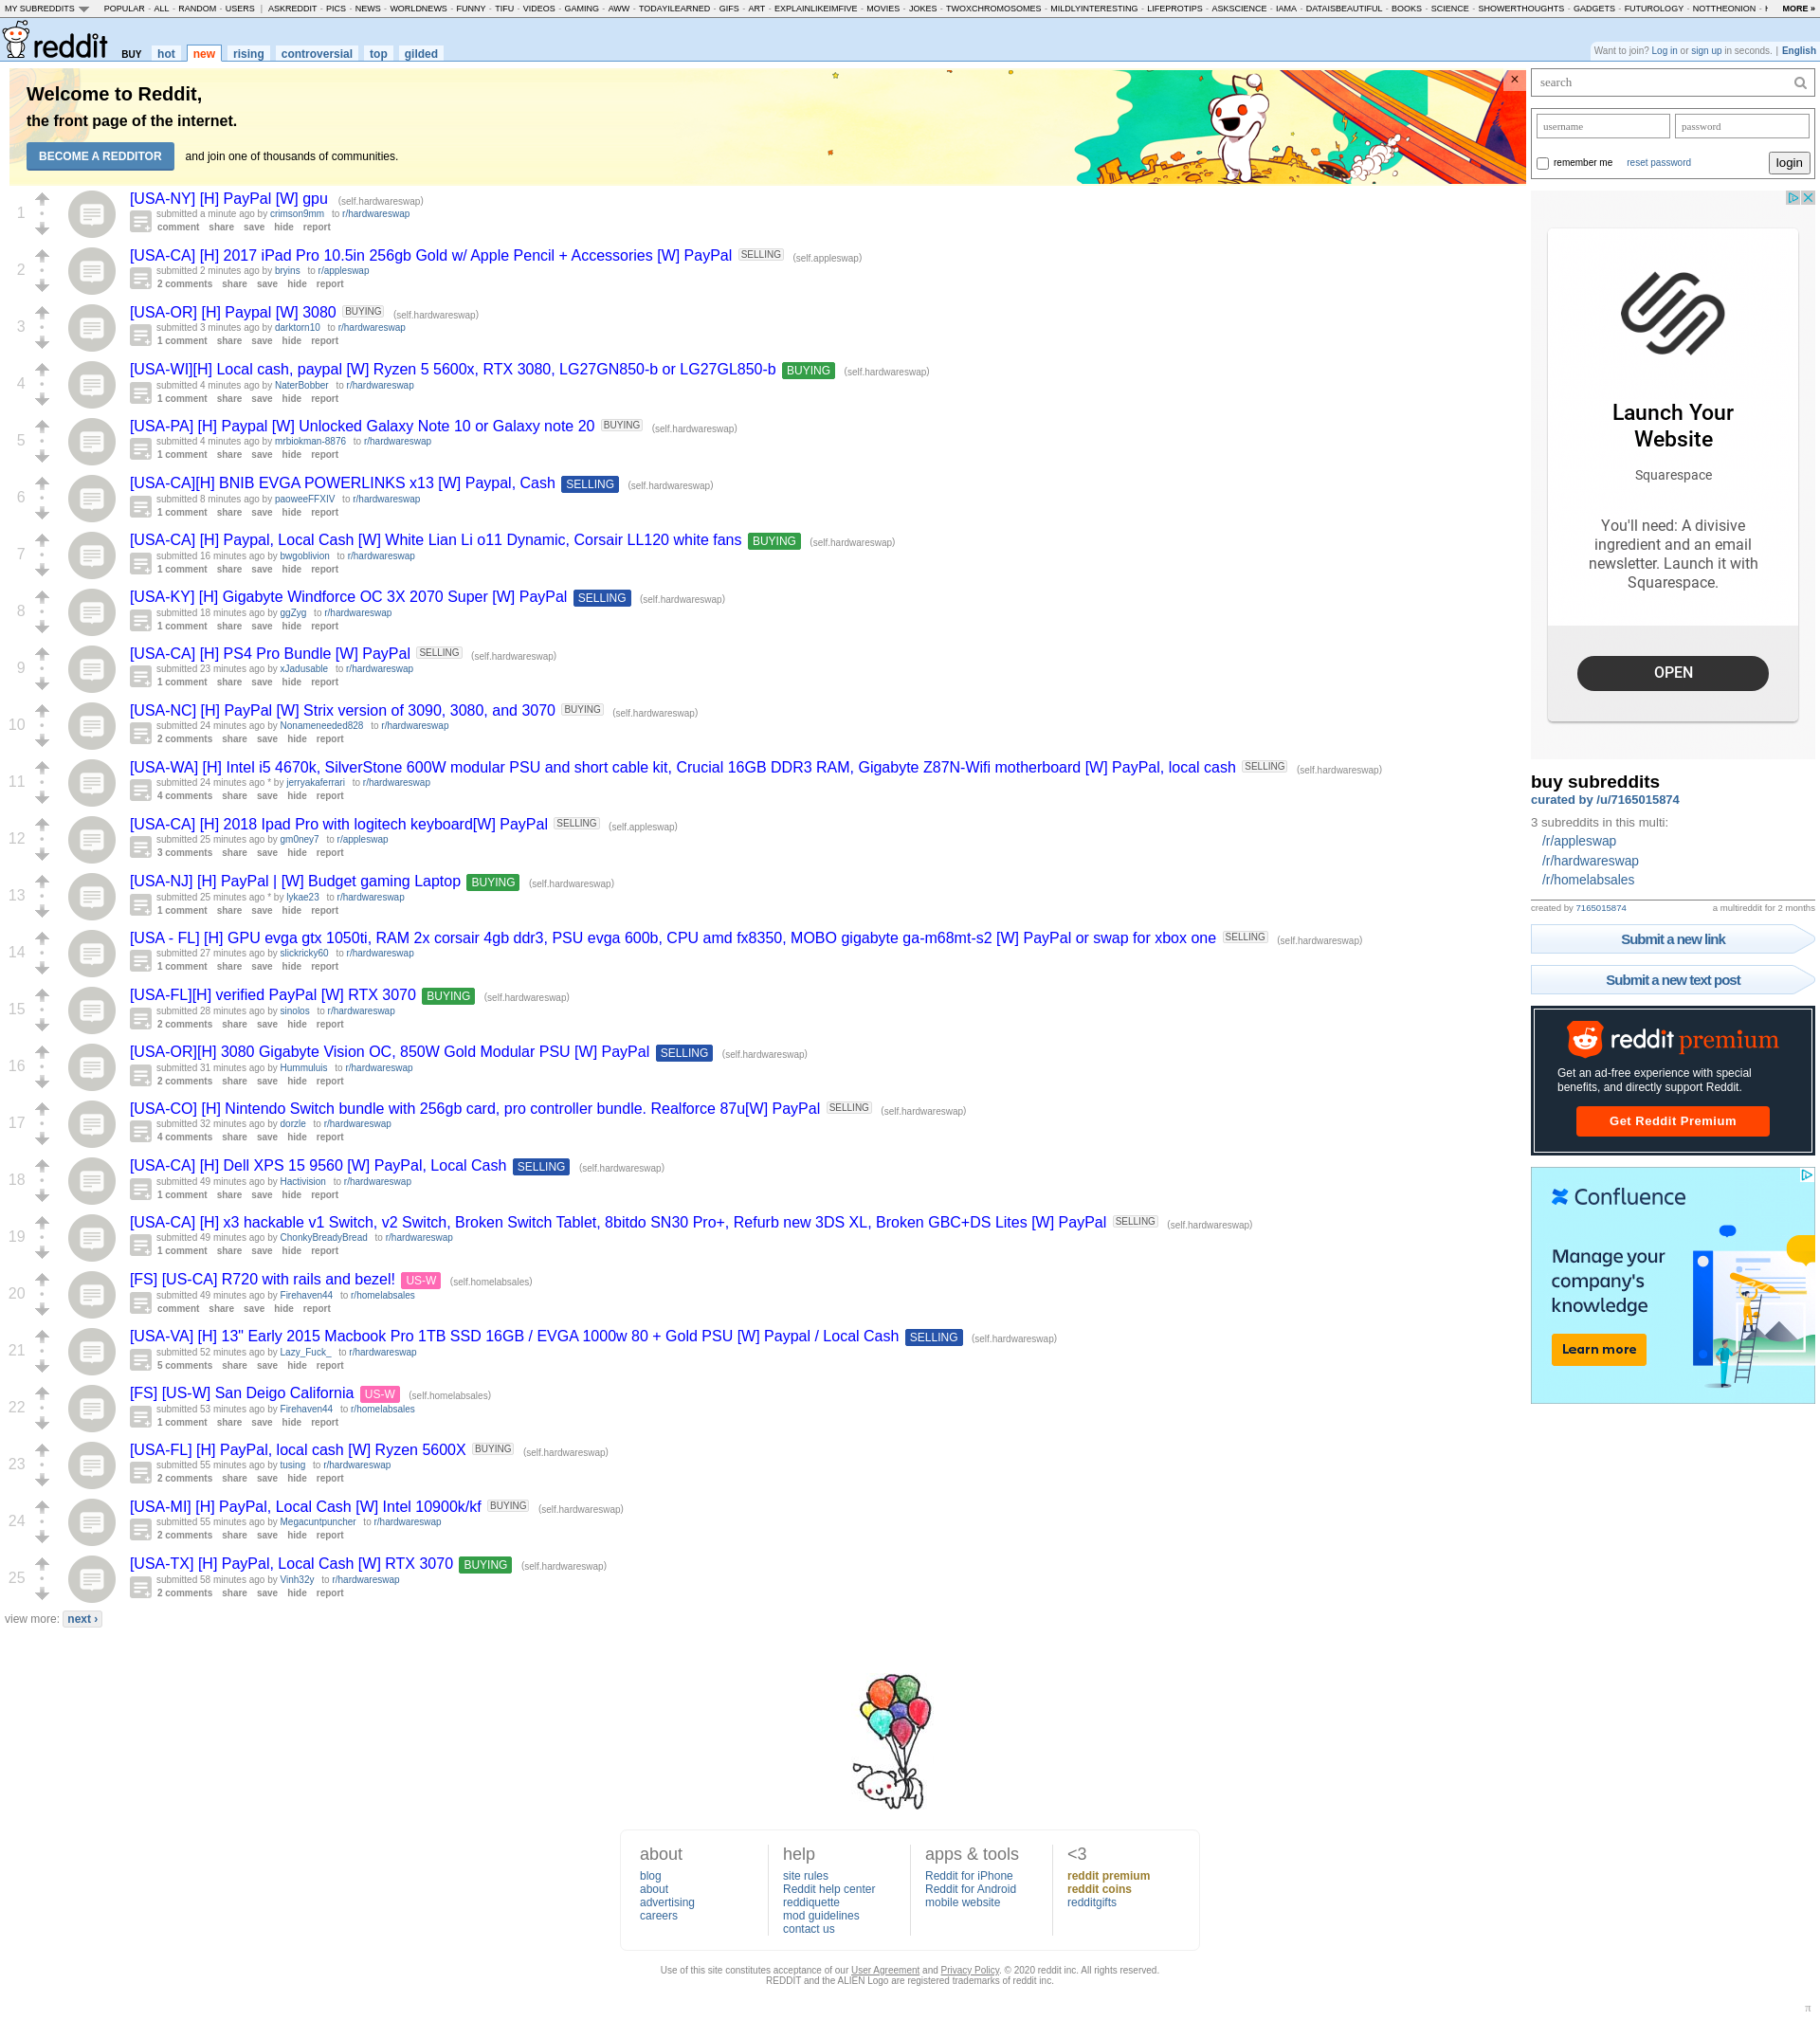 MY SUBREDDITS POPULAR - ALL - RANDOM - USERS | ASKREDDIT - PICS - NEWS - WORLDNEWS - FUNNY - TIFU - VIDEOS - GAMING - AWW - TODAYILEARNED - GIFS - ART - EXPLAINLIKEIMFIVE - MOVIES - JOKES - TWOXCHROMOSOMES - MILDLYINTERESTING - LIFEPROTIPS - ASKSCIENCE - IAMA - DATAISBEAUTIFUL - BOOKS - SCIENCE - SHOWERTHOUGHTS - GADGETS - FUTUROLOGY - NOTTHEONION - MORE »
reddit BUY hot new rising controversial top gilded
Want to join? Log in or sign up in seconds. | English
Welcome to Reddit,
the front page of the internet.
BECOME A REDDITOR and join one of thousands of communities.
×
1
[USA-NY] [H] PayPal [W] gpu (self.hardwareswap)
submitted a minute ago by crimson9mm to r/hardwareswap
comment share save hide report
2
[USA-CA] [H] 2017 iPad Pro 10.5in 256gb Gold w/ Apple Pencil + Accessories [W] PayPal SELLING (self.appleswap)
submitted 2 minutes ago by bryins to r/appleswap
2 comments share save hide report
3
[USA-OR] [H] Paypal [W] 3080 BUYING (self.hardwareswap)
submitted 3 minutes ago by darktorn10 to r/hardwareswap
1 comment share save hide report
4
[USA-WI][H] Local cash, paypal [W] Ryzen 5 5600x, RTX 3080, LG27GN850-b or LG27GL850-b BUYING (self.hardwareswap)
submitted 4 minutes ago by NaterBobber to r/hardwareswap
1 comment share save hide report
5
[USA-PA] [H] Paypal [W] Unlocked Galaxy Note 10 or Galaxy note 20 BUYING (self.hardwareswap)
submitted 4 minutes ago by mrbiokman-8876 to r/hardwareswap
1 comment share save hide report
6
[USA-CA][H] BNIB EVGA POWERLINKS x13 [W] Paypal, Cash SELLING (self.hardwareswap)
submitted 8 minutes ago by paoweeFFXIV to r/hardwareswap
1 comment share save hide report
7
[USA-CA] [H] Paypal, Local Cash [W] White Lian Li o11 Dynamic, Corsair LL120 white fans BUYING (self.hardwareswap)
submitted 16 minutes ago by bwgoblivion to r/hardwareswap
1 comment share save hide report
8
[USA-KY] [H] Gigabyte Windforce OC 3X 2070 Super [W] PayPal SELLING (self.hardwareswap)
submitted 18 minutes ago by ggZyg to r/hardwareswap
1 comment share save hide report
9
[USA-CA] [H] PS4 Pro Bundle [W] PayPal SELLING (self.hardwareswap)
submitted 23 minutes ago by xJadusable to r/hardwareswap
1 comment share save hide report
10
[USA-NC] [H] PayPal [W] Strix version of 3090, 3080, and 3070 BUYING (self.hardwareswap)
submitted 24 minutes ago by Nonameneeded828 to r/hardwareswap
2 comments share save hide report
11
[USA-WA] [H] Intel i5 4670k, SilverStone 600W modular PSU and short cable kit, Crucial 16GB DDR3 RAM, Gigabyte Z87N-Wifi motherboard [W] PayPal, local cash SELLING (self.hardwareswap)
submitted 24 minutes ago * by jerryakaferrari to r/hardwareswap
4 comments share save hide report
12
[USA-CA] [H] 2018 Ipad Pro with logitech keyboard[W] PayPal SELLING (self.appleswap)
submitted 25 minutes ago by gm0ney7 to r/appleswap
3 comments share save hide report
13
[USA-NJ] [H] PayPal | [W] Budget gaming Laptop BUYING (self.hardwareswap)
submitted 25 minutes ago * by lykae23 to r/hardwareswap
1 comment share save hide report
14
[USA - FL] [H] GPU evga gtx 1050ti, RAM 2x corsair 4gb ddr3, PSU evga 600b, CPU amd fx8350, MOBO gigabyte ga-m68mt-s2 [W] PayPal or swap for xbox one SELLING (self.hardwareswap)
submitted 27 minutes ago by slickricky60 to r/hardwareswap
1 comment share save hide report
15
[USA-FL][H] verified PayPal [W] RTX 3070 BUYING (self.hardwareswap)
submitted 28 minutes ago by sinolos to r/hardwareswap
2 comments share save hide report
16
[USA-OR][H] 3080 Gigabyte Vision OC, 850W Gold Modular PSU [W] PayPal SELLING (self.hardwareswap)
submitted 31 minutes ago by Hummuluis to r/hardwareswap
2 comments share save hide report
17
[USA-CO] [H] Nintendo Switch bundle with 256gb card, pro controller bundle. Realforce 87u[W] PayPal SELLING (self.hardwareswap)
submitted 32 minutes ago by dorzle to r/hardwareswap
4 comments share save hide report
18
[USA-CA] [H] Dell XPS 15 9560 [W] PayPal, Local Cash SELLING (self.hardwareswap)
submitted 49 minutes ago by Hactivision to r/hardwareswap
1 comment share save hide report
19
[USA-CA] [H] x3 hackable v1 Switch, v2 Switch, Broken Switch Tablet, 8bitdo SN30 Pro+, Refurb new 3DS XL, Broken GBC+DS Lites [W] PayPal SELLING (self.hardwareswap)
submitted 49 minutes ago by ChonkyBreadyBread to r/hardwareswap
1 comment share save hide report
20
[FS] [US-CA] R720 with rails and bezel! US-W (self.homelabsales)
submitted 49 minutes ago by Firehaven44 to r/homelabsales
comment share save hide report
21
[USA-VA] [H] 13" Early 2015 Macbook Pro 1TB SSD 16GB / EVGA 1000w 80 + Gold PSU [W] Paypal / Local Cash SELLING (self.hardwareswap)
submitted 52 minutes ago by Lazy_Fuck_ to r/hardwareswap
5 comments share save hide report
22
[FS] [US-W] San Deigo California US-W (self.homelabsales)
submitted 53 minutes ago by Firehaven44 to r/homelabsales
1 comment share save hide report
23
[USA-FL] [H] PayPal, local cash [W] Ryzen 5600X BUYING (self.hardwareswap)
submitted 55 minutes ago by tusing to r/hardwareswap
2 comments share save hide report
24
[USA-MI] [H] PayPal, Local Cash [W] Intel 10900k/kf BUYING (self.hardwareswap)
submitted 55 minutes ago by Megacuntpuncher to r/hardwareswap
2 comments share save hide report
25
[USA-TX] [H] PayPal, Local Cash [W] RTX 3070 BUYING (self.hardwareswap)
submitted 58 minutes ago by Vinh32y to r/hardwareswap
2 comments share save hide report
view more: next ›
search
username password
remember me reset password login
Launch Your
Website
Squarespace
You'll need: A divisive
ingredient and an email
newsletter. Launch it with
Squarespace.
OPEN
buy subreddits
curated by /u/7165015874
3 subreddits in this multi:
/r/appleswap
/r/hardwareswap
/r/homelabsales
created by 7165015874 a multireddit for 2 months
Submit a new link
Submit a new text post
reddit premium
Get an ad-free experience with special
benefits, and directly support Reddit.
Get Reddit Premium
Confluence
Manage your
company's
knowledge
Learn more
about
blog
about
advertising
careers
help
site rules
Reddit help center
reddiquette
mod guidelines
contact us
apps & tools
Reddit for iPhone
Reddit for Android
mobile website
<3
reddit premium
reddit coins
redditgifts
Use of this site constitutes acceptance of our User Agreement and Privacy Policy. © 2020 reddit inc. All rights reserved.
REDDIT and the ALIEN Logo are registered trademarks of reddit inc.
π